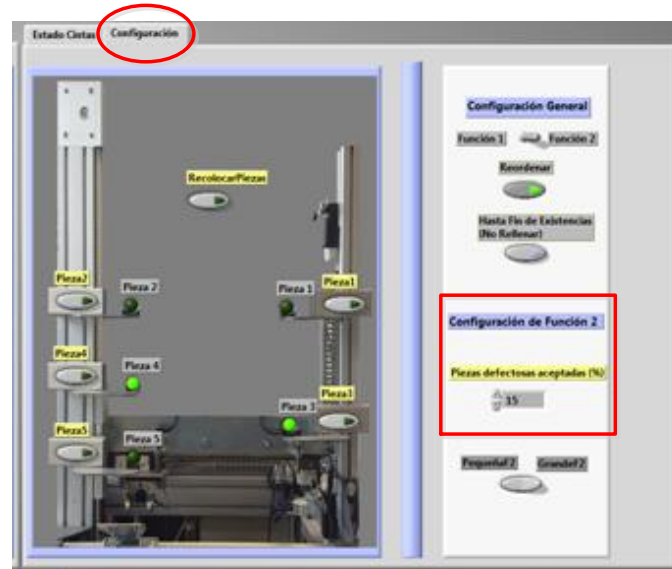 Estado Cintas
Configuración
RecolocarPiezas
Pieza2
Pieza 2
Pieza 1
Pieza1
Pieza4
Pieza 4
Pieza 3
Pieza3
Pieza5
Pieza 5
Configuración General
Función 1
Función 2
Reordenar
Hasta Fin de Existencias
(No Rellenar)
Configuración de Función 2
Piezas defectosas aceptadas (%)
15
Pequeñaf2
Grandef2